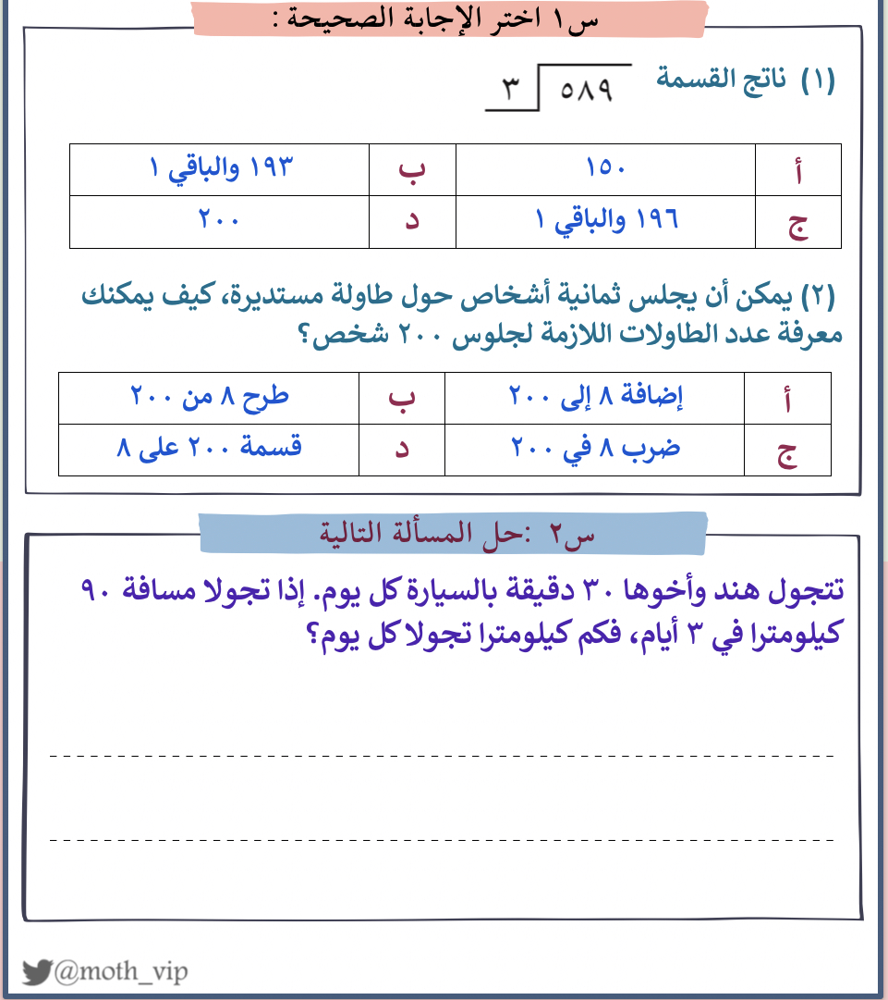 س١ اختر الإجابة الصحيحة :
(١) ناتج القسمة ٥٨٩ ٣
أ ١٥٠ ب ١٩٣ والباقي ١
ج ١٩٦ والباقي ١ د ٢٠٠
(٢) يمكن أن يجلس ثمانية أشخاص حول طاولة مستديرة، كيف يمكنك
معرفة عدد الطاولات اللازمة لجلوس ٢٠٠ شخص؟
أ إضافة ٨ إلى ٢٠٠ ب طرح ٨ من ٢٠٠
ج ضرب ٨ في ٢٠٠ د قسمة ٢٠٠ على ٨
س٢ :حل المسألة التالية
تتجول هند وأخوها ٣٠ دقيقة بالسيارة كل يوم. إذا تجولا مسافة ٩٠
كيلومترا في ٣ أيام، فكم كيلومترا تجولا كل يوم؟
@moth_vip